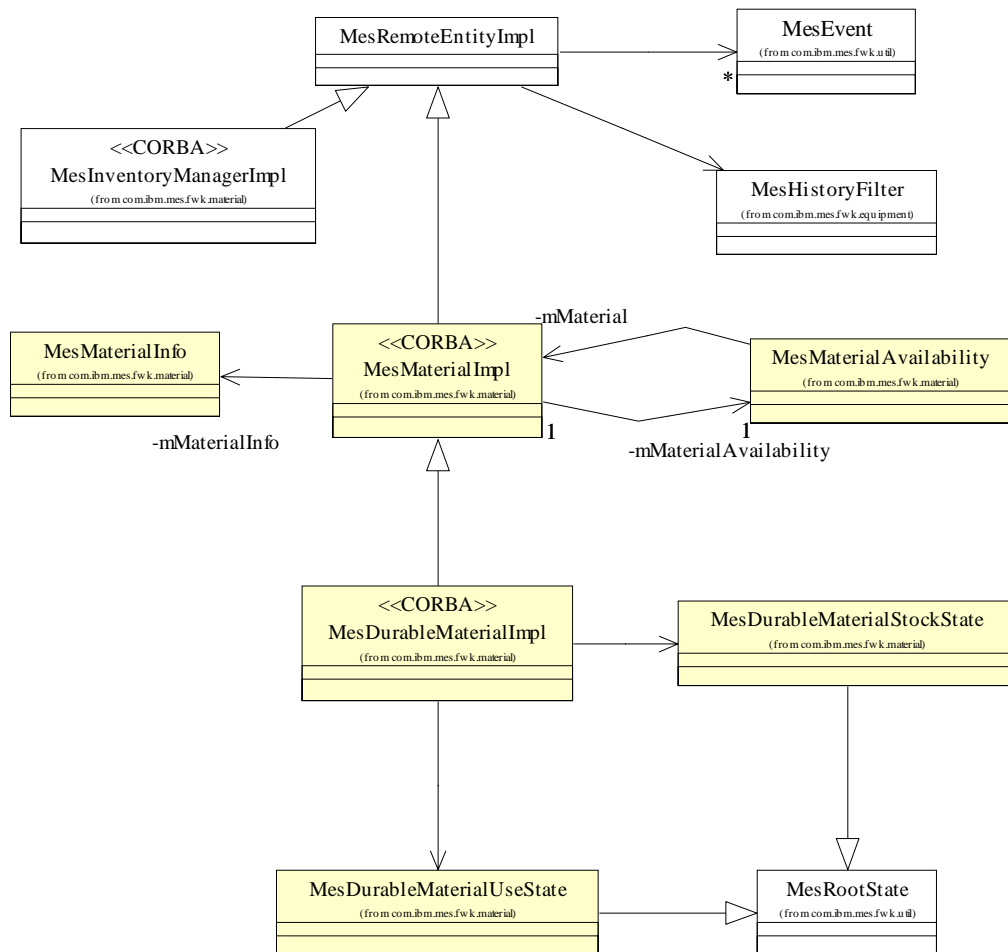 MesRemoteEntityImpl
MesEvent
(from com.ibm.mes.fwk.util)
*
<<CORBA>>
MesInventoryManagerImpl
(from com.ibm.mes.fwk.material)
MesHistoryFilter
(from com.ibm.mes.fwk.equipment)
-mMaterial
MesMaterialInfo
(from com.ibm.mes.fwk.material)
<<CORBA>>
MesMaterialImpl
(from com.ibm.mes.fwk.material)
MesMaterialAvailability
(from com.ibm.mes.fwk.material)
1
1
-mMaterialInfo
-mMaterialAvailability
<<CORBA>>
MesDurableMaterialImpl
(from com.ibm.mes.fwk.material)
MesDurableMaterialStockState
(from com.ibm.mes.fwk.material)
MesDurableMaterialUseState
(from com.ibm.mes.fwk.material)
MesRootState
(from com.ibm.mes.fwk.util)